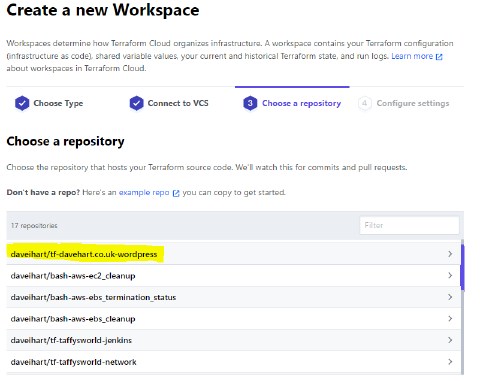 Create a new Workspace
Workspaces determine how Terraform Cloud organizes infrastructure. A workspace contains your Terraform configuration
(infrastructure as code), shared variable values, your current and historical Terraform state, and run logs. Learn more
about workspaces in Terraform Cloud.
Choose Type
Connect to VCS
3 Choose a repository
4 Configure settings
Choose a repository
Choose the repository that hosts your Terraform source code. We'll watch this for commits and pull requests.
Don't have a repo? Here's an example repo you can copy to get started.
17 repositories
Filter
daveihart/tf-davehart.co.uk-wordpress
daveihart/bash-aws-ec2_cleanup
daveihart/bash-aws-ebs_termination_status
daveihart/bash-aws-ebs_cleanup
daveihart/tf-taffysworld-jenkins
daveihart/tf-taffysworld-network